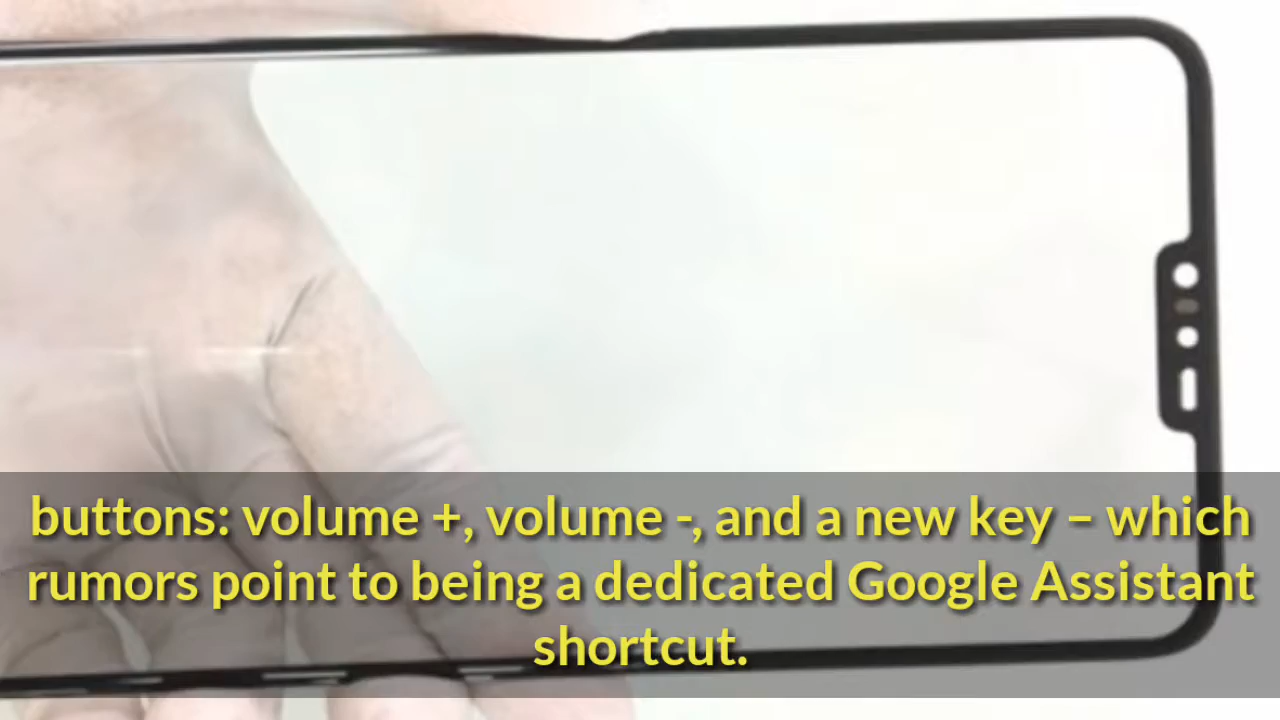 buttons: volume +, volume -, and a new key – which
rumors point to being a dedicated Google Assistant
shortcut.